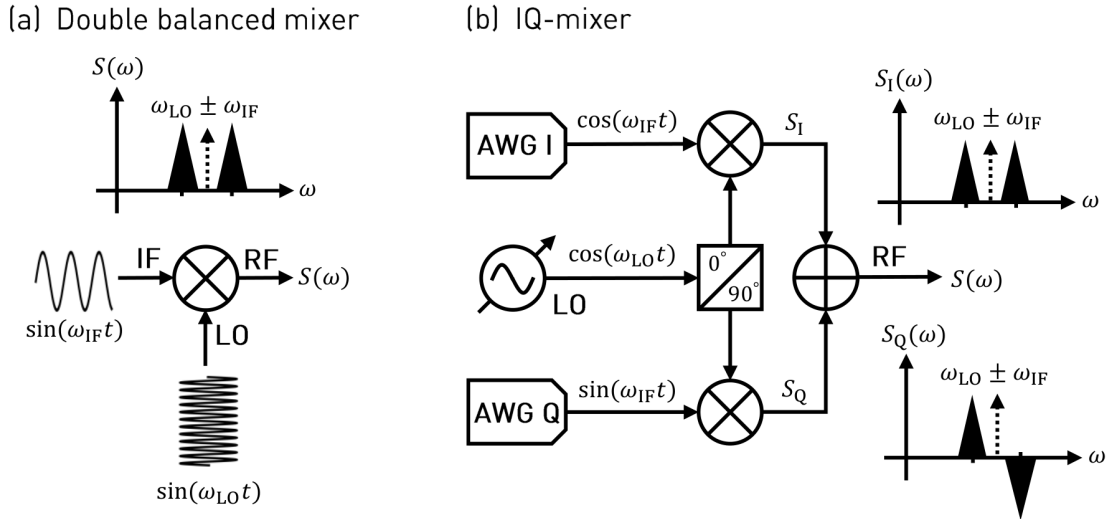 (a) Double balanced mixer
S(ω)
ω_LO ± ω_IF
ω
IF
RF
S(ω)
sin(ω_IF t)
LO
sin(ω_LO t)
(b) IQ-mixer
AWG I
cos(ω_IF t)
S_I
cos(ω_LO t)
LO
0°
90°
RF
S(ω)
AWG Q
sin(ω_IF t)
S_Q
S_I(ω)
ω_LO ± ω_IF
ω
S_Q(ω)
ω_LO ± ω_IF
ω